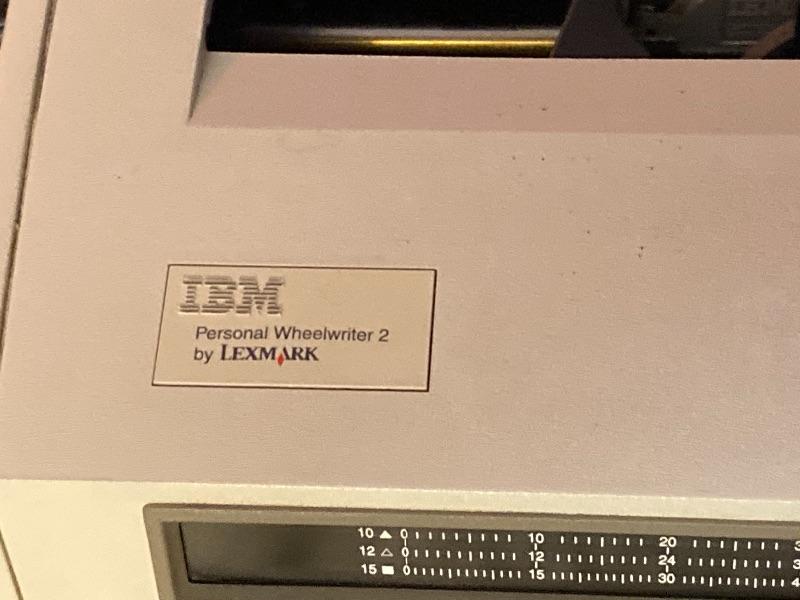 IBM
Personal Wheelwriter 2
by LEXMARK
10 ▲ 0 10 20
12 △ 0 12 24
15 ■ 0 15 30